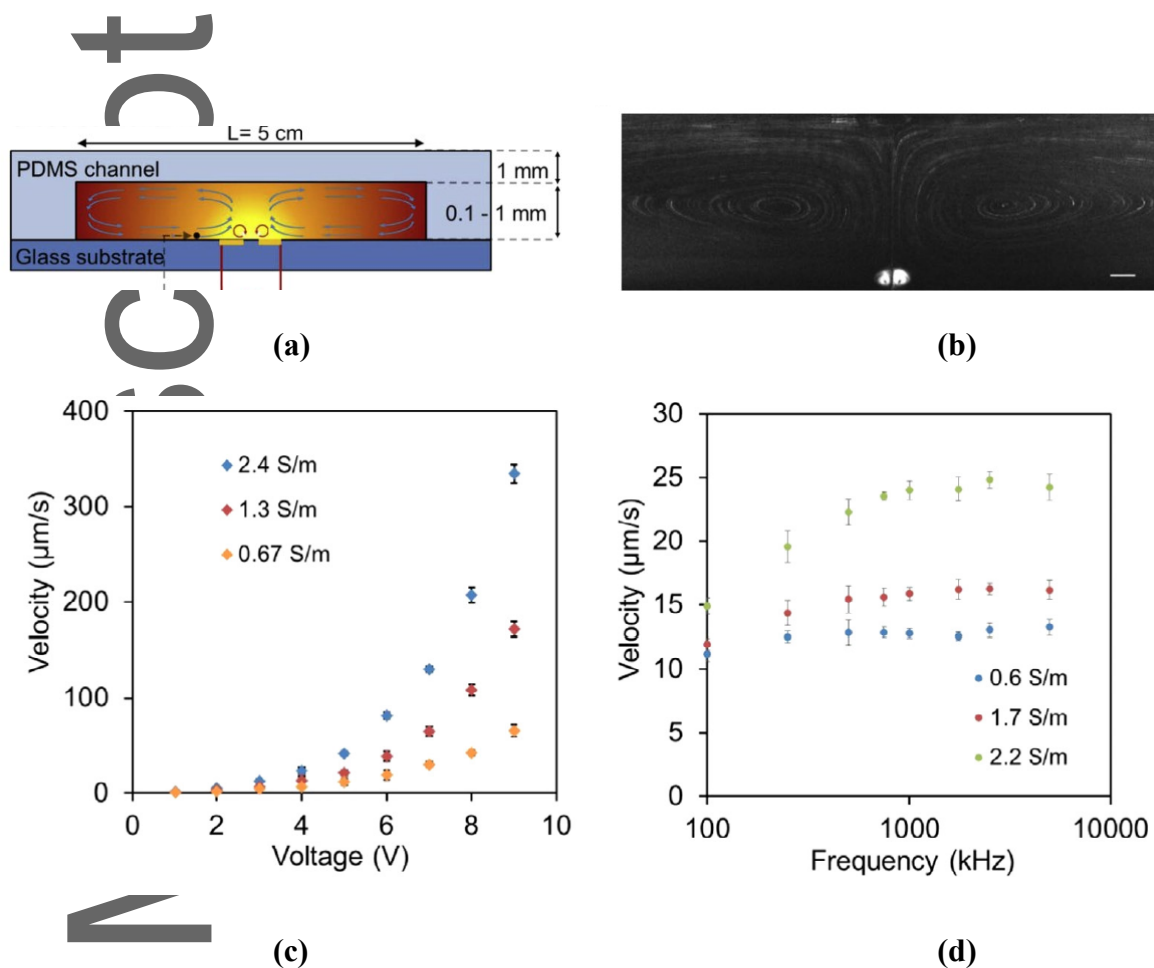 L= 5 cm
PDMS channel
1 mm
0.1 - 1 mm
Glass substrate
(a)
(b)
400
300
200
100
0
Velocity (µm/s)
2.4 S/m
1.3 S/m
0.67 S/m
0 2 4 6 8 10
Voltage (V)
(c)
30
25
20
15
10
5
0
Velocity (µm/s)
0.6 S/m
1.7 S/m
2.2 S/m
100 1000 10000
Frequency (kHz)
(d)